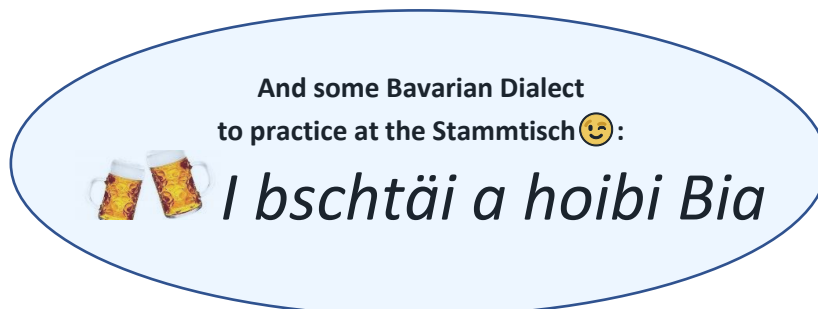 And some Bavarian Dialect
to practice at the Stammtisch😉:
I bschtäi a hoibi Bia